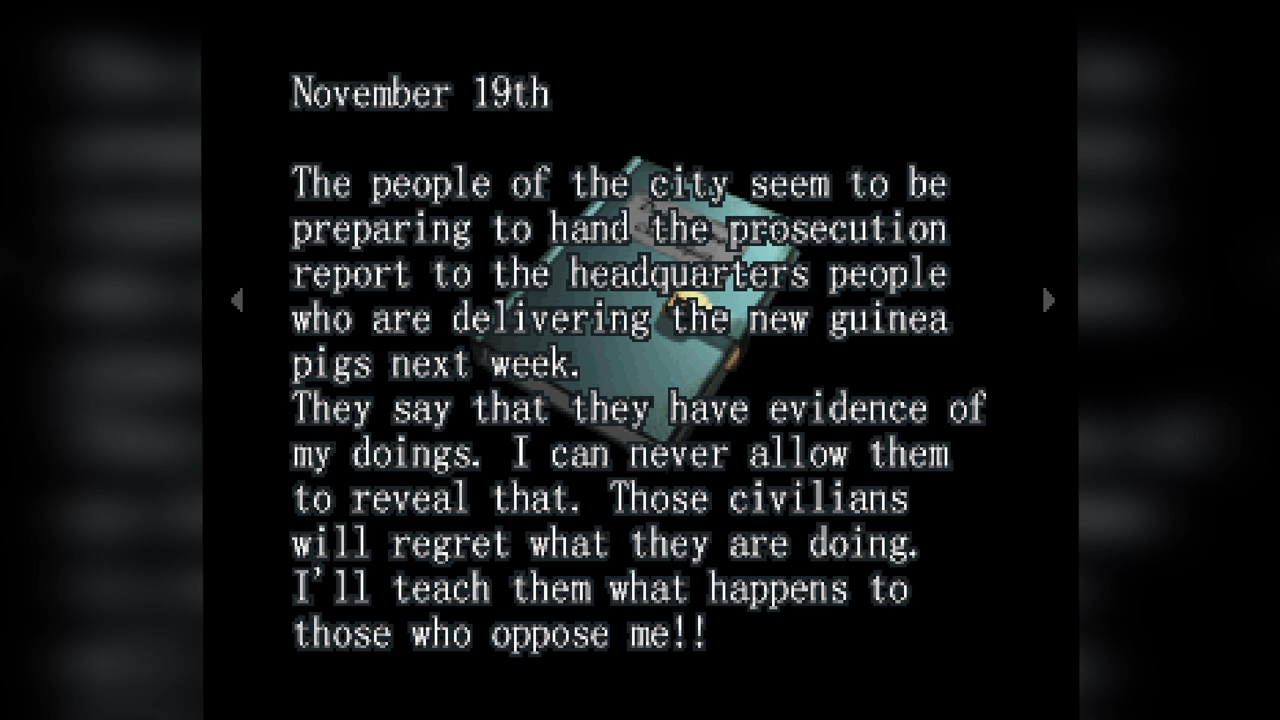 November 19th
The people of the city seem to be
preparing to hand the prosecution
report to the headquarters people
who are delivering the new guinea
pigs next week.
They say that they have evidence of
my doings. I can never allow them
to reveal that. Those civilians
will regret what they are doing.
I'll teach them what happens to
those who oppose me!!